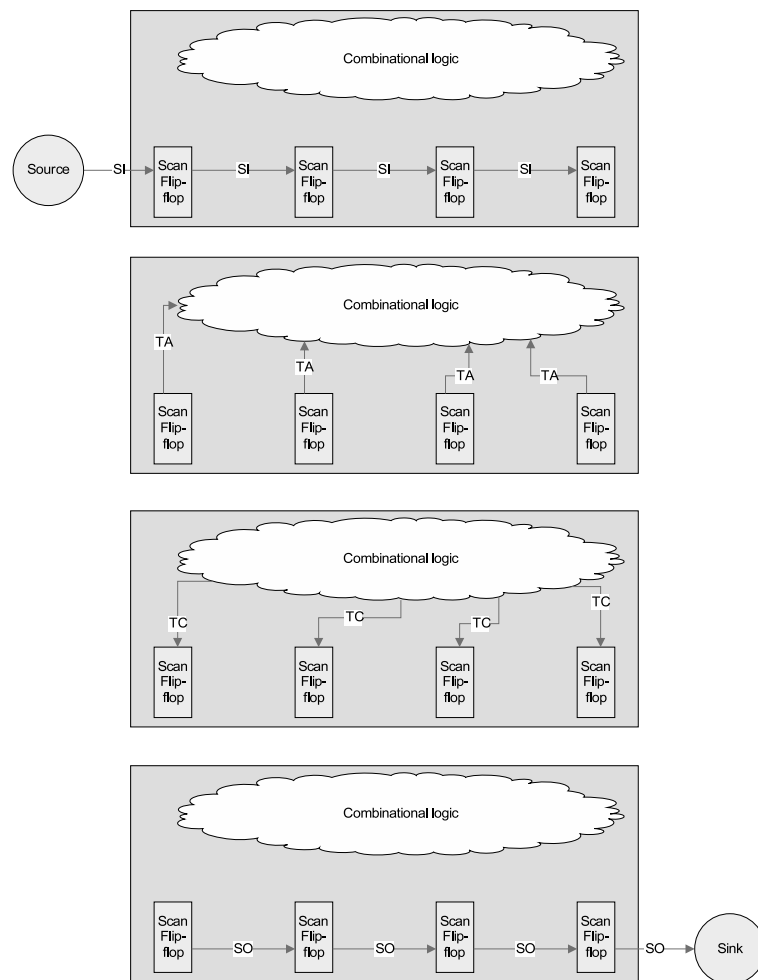 Combinational logic
Source
SI
Scan
Flip-
flop
SI
Scan
Flip-
flop
SI
Scan
Flip-
flop
SI
Scan
Flip-
flop
Combinational logic
TA
TA
TA
TA
Scan
Flip-
flop
Scan
Flip-
flop
Scan
Flip-
flop
Scan
Flip-
flop
Combinational logic
TC
TC
TC
TC
Scan
Flip-
flop
Scan
Flip-
flop
Scan
Flip-
flop
Scan
Flip-
flop
Combinational logic
Scan
Flip-
flop
SO
Scan
Flip-
flop
SO
Scan
Flip-
flop
SO
Scan
Flip-
flop
SO
Sink